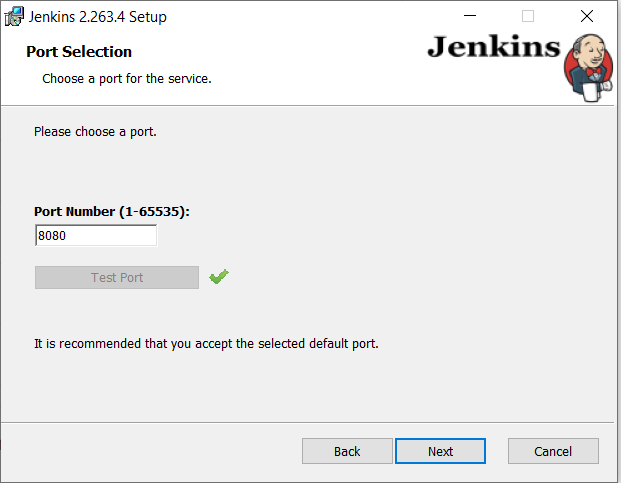 Jenkins 2.263.4 Setup
Port Selection
Jenkins
Choose a port for the service.
Please choose a port.
Port Number (1-65535):
8080
Test Port
It is recommended that you accept the selected default port.
Back
Next
Cancel